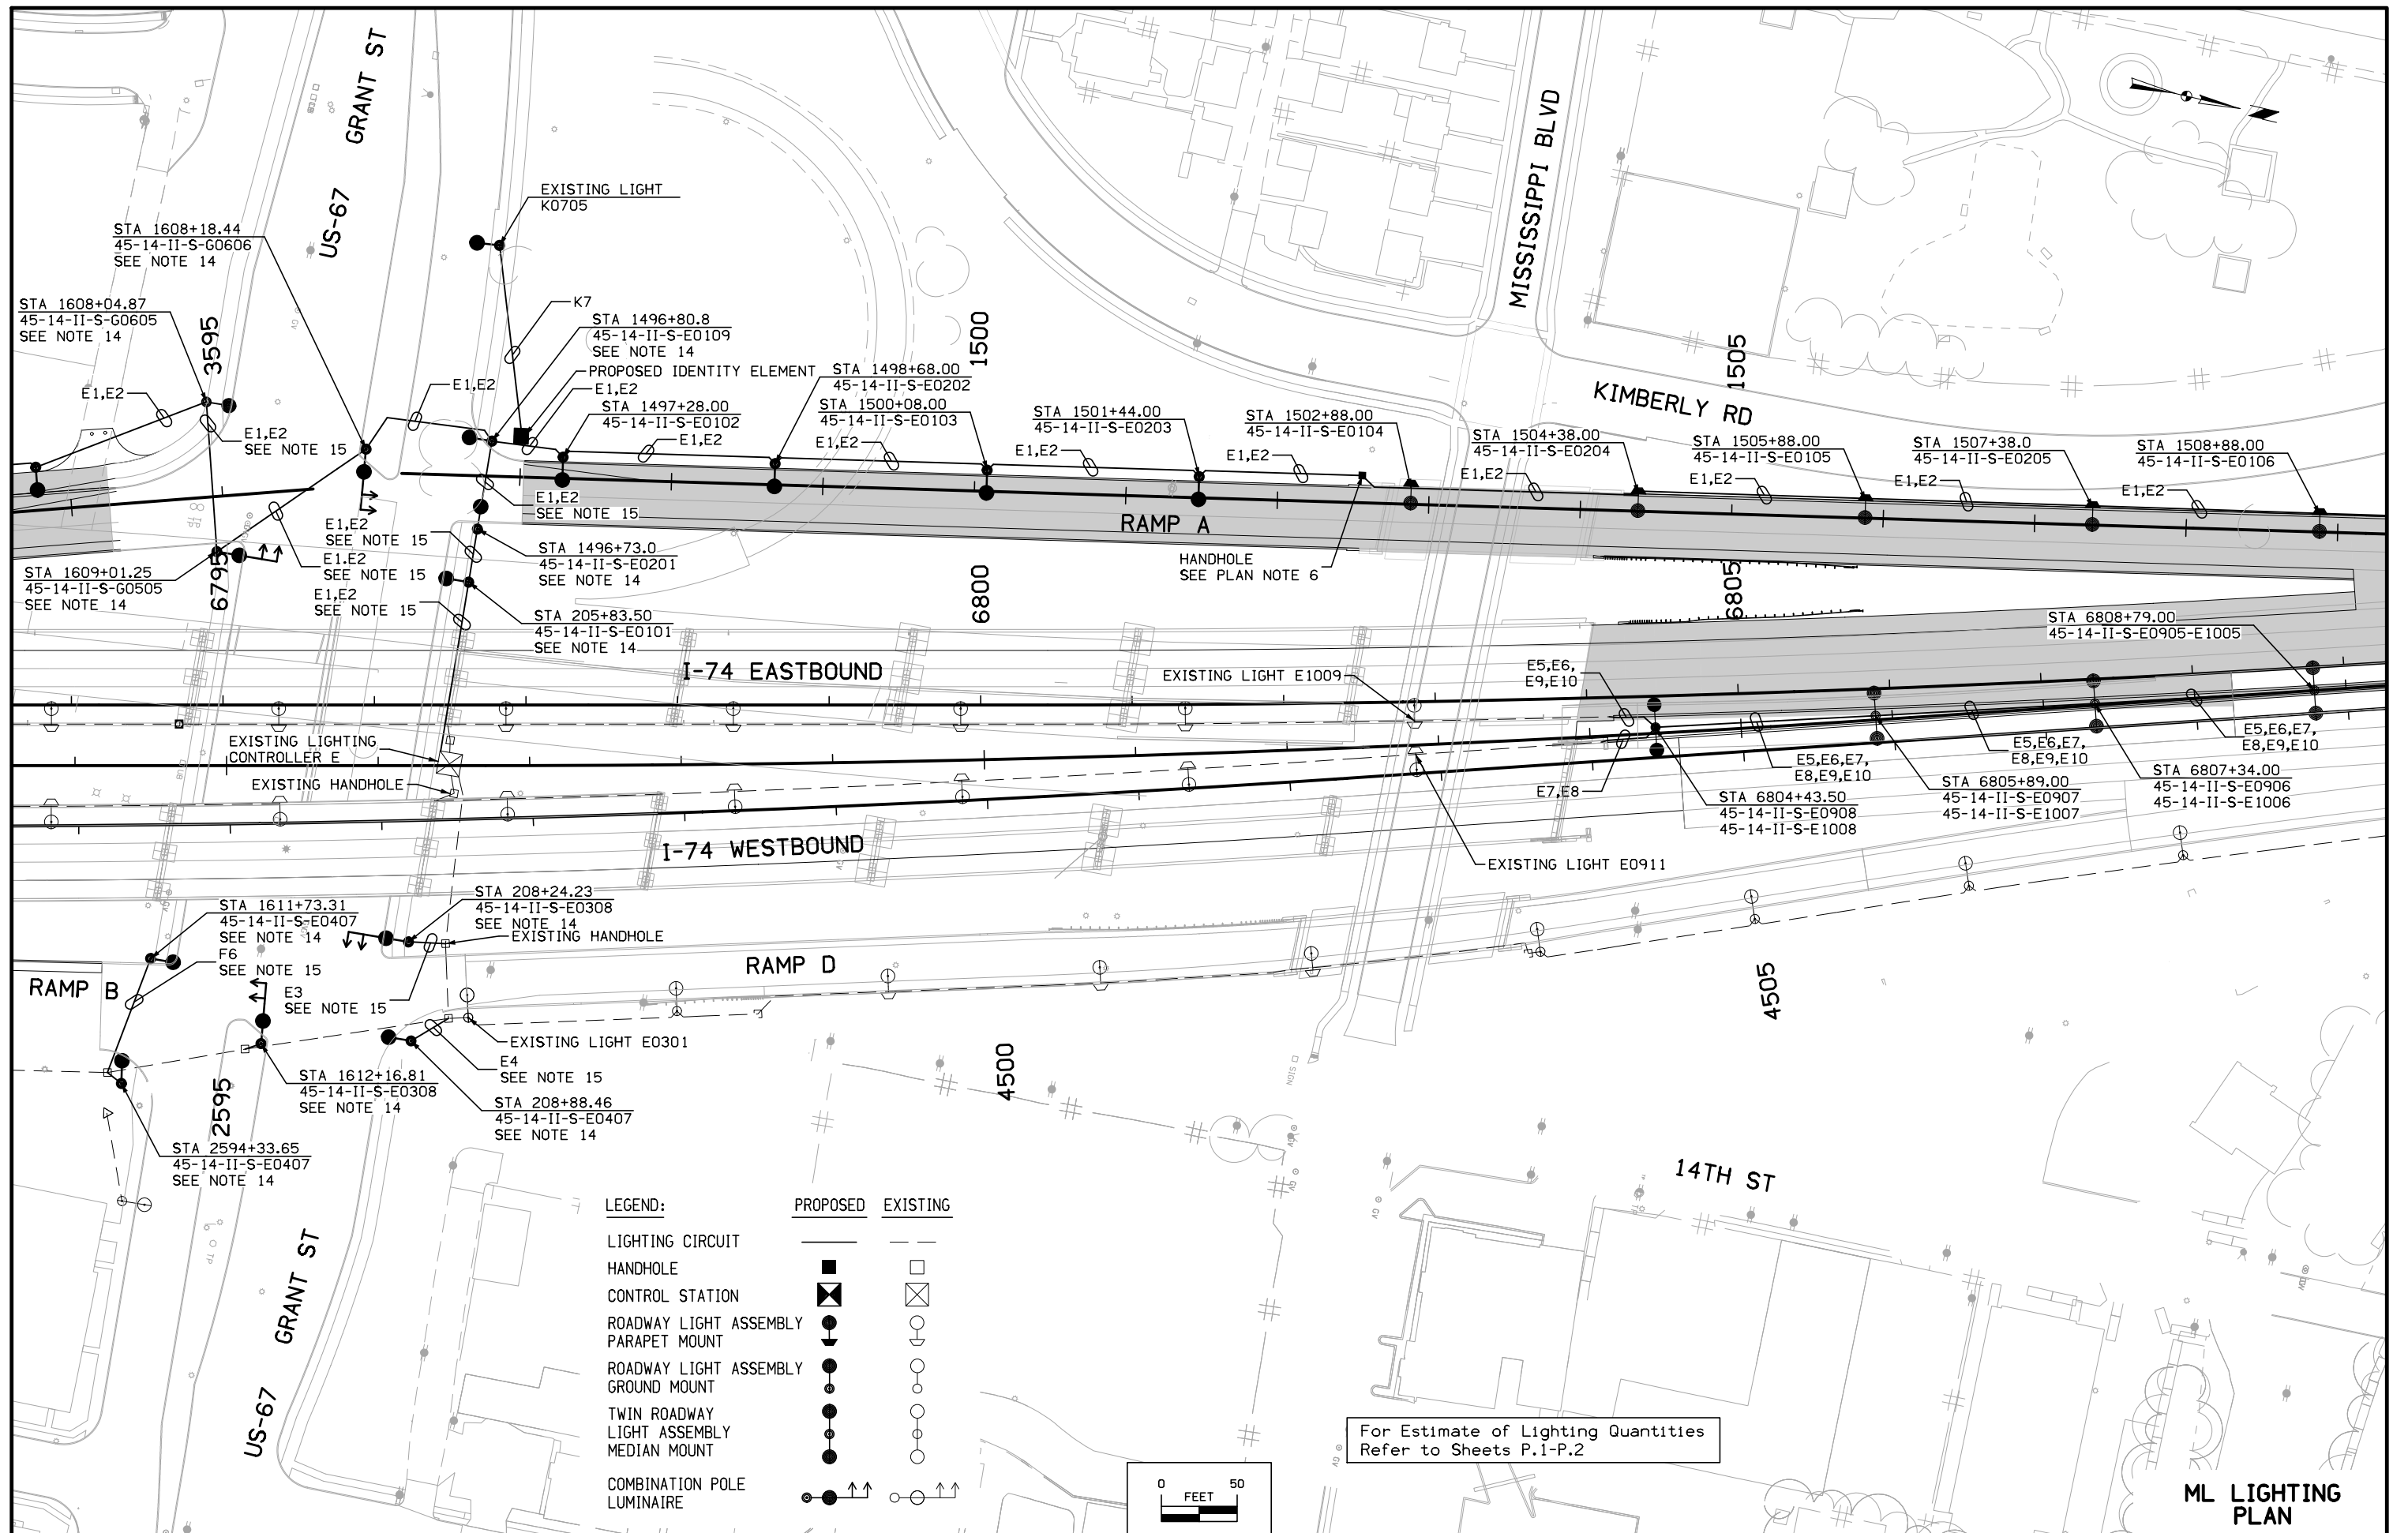 US-67 GRANT ST
MISSISSIPPI BLVD
KIMBERLY RD
EXISTING LIGHT
K0705
STA 1608+18.44
45-14-II-S-G0606
SEE NOTE 14
STA 1608+04.87
45-14-II-S-G0605
SEE NOTE 14
3595
K7
STA 1496+80.8
45-14-II-S-E0109
SEE NOTE 14
PROPOSED IDENTITY ELEMENT
E1,E2
E1,E2
E1,E2
STA 1497+28.00
45-14-II-S-E0102
STA 1498+68.00
45-14-II-S-E0202
STA 1500+08.00
45-14-II-S-E0103
STA 1501+44.00
45-14-II-S-E0203
STA 1502+88.00
45-14-II-S-E0104
STA 1504+38.00
45-14-II-S-E0204
STA 1505+88.00
45-14-II-S-E0105
STA 1507+38.0
45-14-II-S-E0205
STA 1508+88.00
45-14-II-S-E0106
1500
1505
E1,E2
SEE NOTE 15
E1,E2
E1,E2
E1,E2
E1,E2
E1,E2
E1,E2
E1,E2
E1,E2
E1,E2
SEE NOTE 15
E1,E2
SEE NOTE 15
E1.E2
SEE NOTE 15
E1,E2
SEE NOTE 15
RAMP A
HANDHOLE
SEE PLAN NOTE 6
STA 1609+01.25
45-14-II-S-G0505
SEE NOTE 14
6795
STA 1496+73.0
45-14-II-S-E0201
SEE NOTE 14
STA 205+83.50
45-14-II-S-E0101
SEE NOTE 14
6800
6805
STA 6808+79.00
45-14-II-S-E0905-E1005
I-74 EASTBOUND
EXISTING LIGHT E1009
E5,E6,
E9,E10
EXISTING LIGHTING
CONTROLLER E
EXISTING HANDHOLE
E7,E8
E5,E6,E7,
E8,E9,E10
E5,E6,E7,
E8,E9,E10
E5,E6,E7,
E8,E9,E10
STA 6804+43.50
45-14-II-S-E0908
45-14-II-S-E1008
STA 6805+89.00
45-14-II-S-E0907
45-14-II-S-E1007
STA 6807+34.00
45-14-II-S-E0906
45-14-II-S-E1006
I-74 WESTBOUND
EXISTING LIGHT E0911
STA 1611+73.31
45-14-II-S-E0407
SEE NOTE 14
F6
SEE NOTE 15
E3
SEE NOTE 15
STA 208+24.23
45-14-II-S-E0308
SEE NOTE 14
EXISTING HANDHOLE
RAMP B
RAMP D
EXISTING LIGHT E0301
E4
SEE NOTE 15
4500
4505
2595
STA 1612+16.81
45-14-II-S-E0308
SEE NOTE 14
STA 208+88.46
45-14-II-S-E0407
SEE NOTE 14
STA 2594+33.65
45-14-II-S-E0407
SEE NOTE 14
SIGN
14TH ST
US-67 GRANT ST
LEGEND: PROPOSED EXISTING
LIGHTING CIRCUIT
HANDHOLE
CONTROL STATION
ROADWAY LIGHT ASSEMBLY
PARAPET MOUNT
ROADWAY LIGHT ASSEMBLY
GROUND MOUNT
TWIN ROADWAY
LIGHT ASSEMBLY
MEDIAN MOUNT
COMBINATION POLE
LUMINAIRE
For Estimate of Lighting Quantities
Refer to Sheets P.1-P.2
0 50
FEET
ML LIGHTING
PLAN